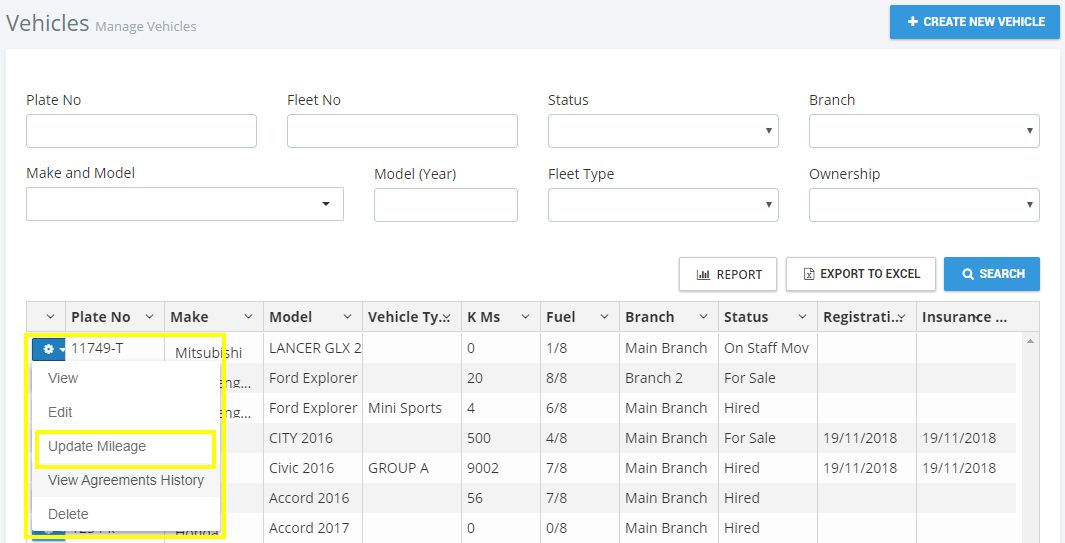 Vehicles Manage Vehicles
CREATE NEW VEHICLE
Plate No Fleet No Status Branch
Make and Model Model (Year) Fleet Type Ownership
REPORT EXPORT TO EXCEL SEARCH
Plate No Make Model Vehicle Ty... K Ms Fuel Branch Status Registrati... Insurance ...
11749-T Mitsubishi LANCER GLX 2 0 1/8 Main Branch On Staff Mov
View eng... Ford Explorer 20 8/8 Branch 2 For Sale
Edit eng... Ford Explorer Mini Sports 4 6/8 Main Branch Hired
Update Mileage CITY 2016 500 4/8 Main Branch For Sale 19/11/2018 19/11/2018
View Agreements History Civic 2016 GROUP A 9002 7/8 Main Branch Hired 19/11/2018 19/11/2018
Accord 2016 56 7/8 Main Branch Hired
Delete Honda Accord 2017 0 0/8 Main Branch Hired